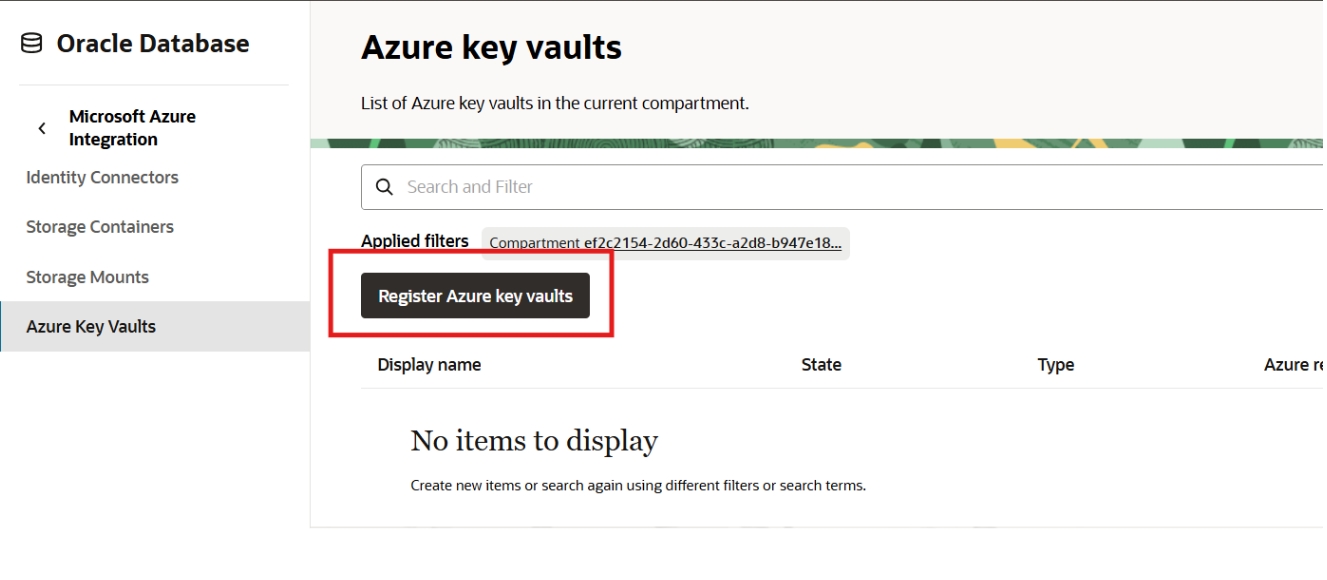 Oracle Database
Microsoft Azure
Integration
Identity Connectors
Storage Containers
Storage Mounts
Azure Key Vaults
Azure key vaults
List of Azure key vaults in the current compartment.
Search and Filter
Applied filters Compartment ef2c2154-2d60-433c-a2d8-b947e18...
Register Azure key vaults
Display name State Type Azure re
No items to display
Create new items or search again using different filters or search terms.